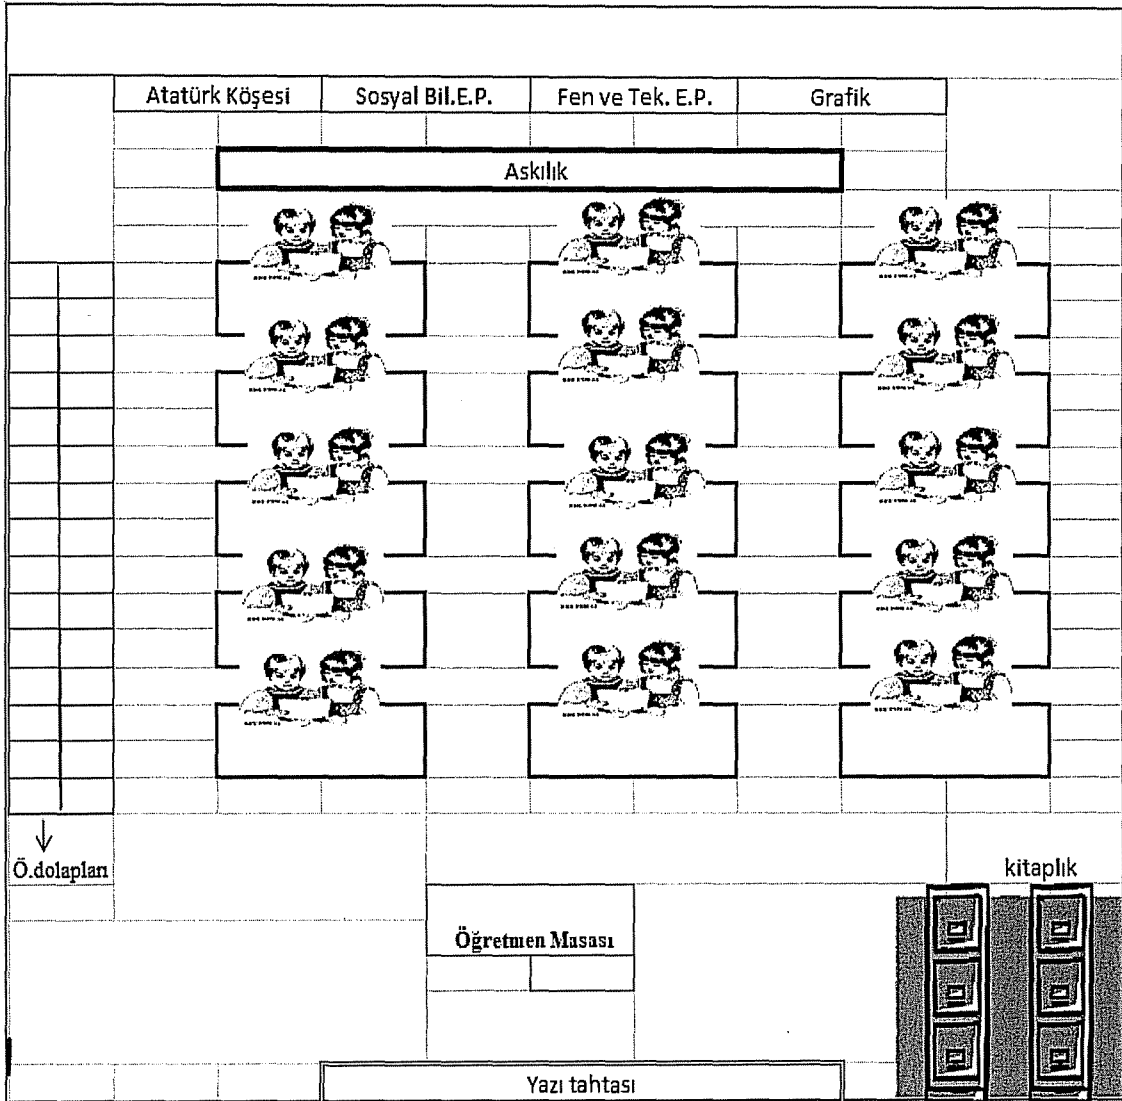 Atatürk Köşesi
Sosyal Bil.E.P.
Fen ve Tek. E.P.
Grafik
Askılık
Ö.dolapları
kitaplık
Öğretmen Masası
Yazı tahtası